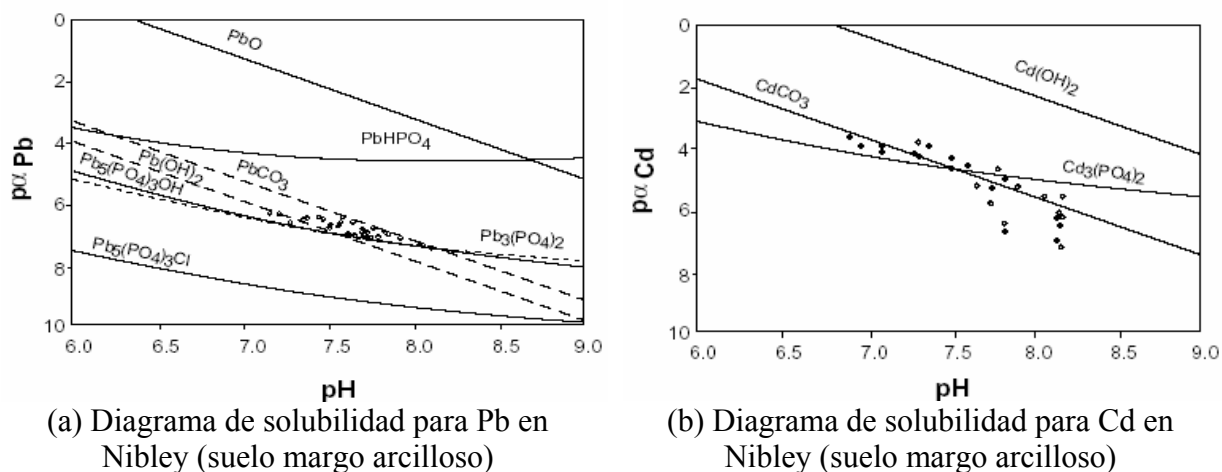 0
2
4
6
8
10
pα Pb
PbO
PbHPO4
Pb(OH)2
PbCO3
Pb5(PO4)3OH
Pb3(PO4)2
Pb5(PO4)3Cl
6.0 6.5 7.0 7.5 8.0 8.5 9.0
pH
(a) Diagrama de solubilidad para Pb en
Nibley (suelo margo arcilloso)
0
2
4
6
8
10
pα Cd
CdCO3
Cd(OH)2
Cd3(PO4)2
6.0 6.5 7.0 7.5 8.0 8.5 9.0
pH
(b) Diagrama de solubilidad para Cd en
Nibley (suelo margo arcilloso)